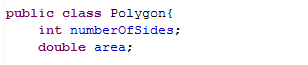 public class Polygon{
    int numberOfSides;
    double area;